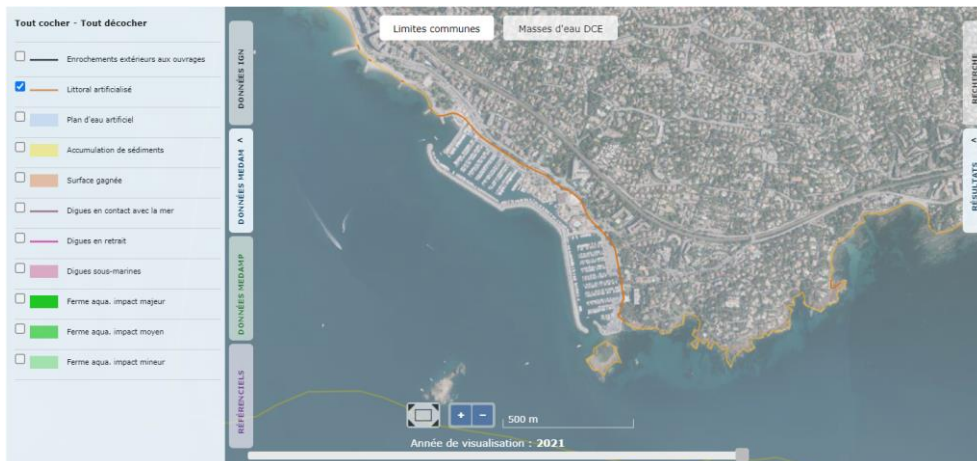 Tout cocher - Tout décocher
Enrochements extérieurs aux ouvrages
Littoral artificialisé
Plan d'eau artificiel
Accumulation de sédiments
Surface gagnée
Digues en contact avec la mer
Digues en retrait
Digues sous-marines
Ferme aqua. impact majeur
Ferme aqua. impact moyen
Ferme aqua. impact mineur
DONNÉES IGN
DONNÉES MEDAM <
DONNÉES MEDAMP
RÉFÉRENTIELS
Limites communes
Masses d'eau DCE
RECHERCHE
RÉSULTATS <
+ −
500 m
Année de visualisation : 2021